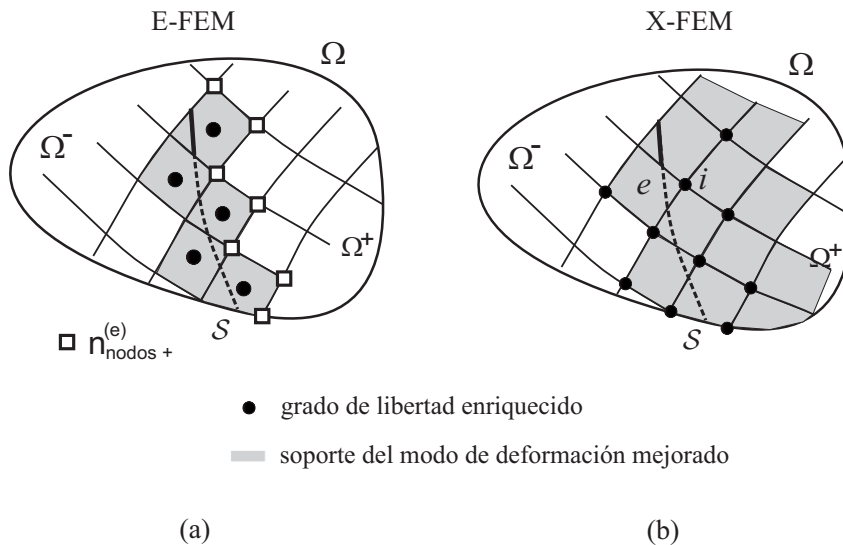 E-FEM
X-FEM
Ω
Ω
Ω⁻
Ω⁻
e
i
Ω⁺
Ω⁺
S
S
n nodos + (e)
grado de libertad enriquecido
soporte del modo de deformación mejorado
(a)
(b)